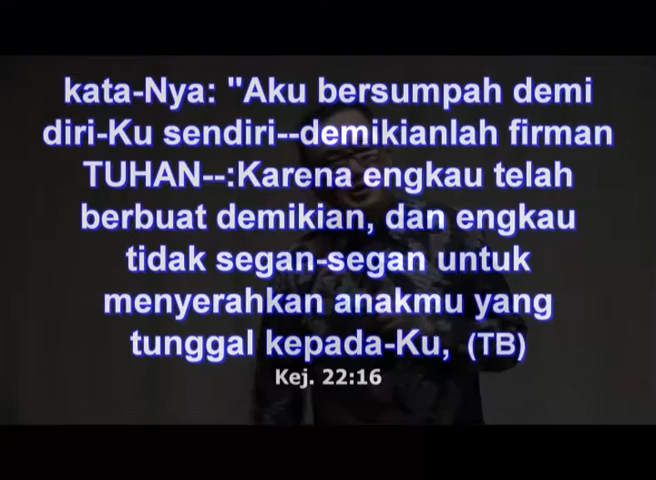 kata-Nya: "Aku bersumpah demi
diri-Ku sendiri--demikianlah firman
TUHAN--:Karena engkau telah
berbuat demikian, dan engkau
tidak segan-segan untuk
menyerahkan anakmu yang
tunggal kepada-Ku, (TB)
Kej. 22:16